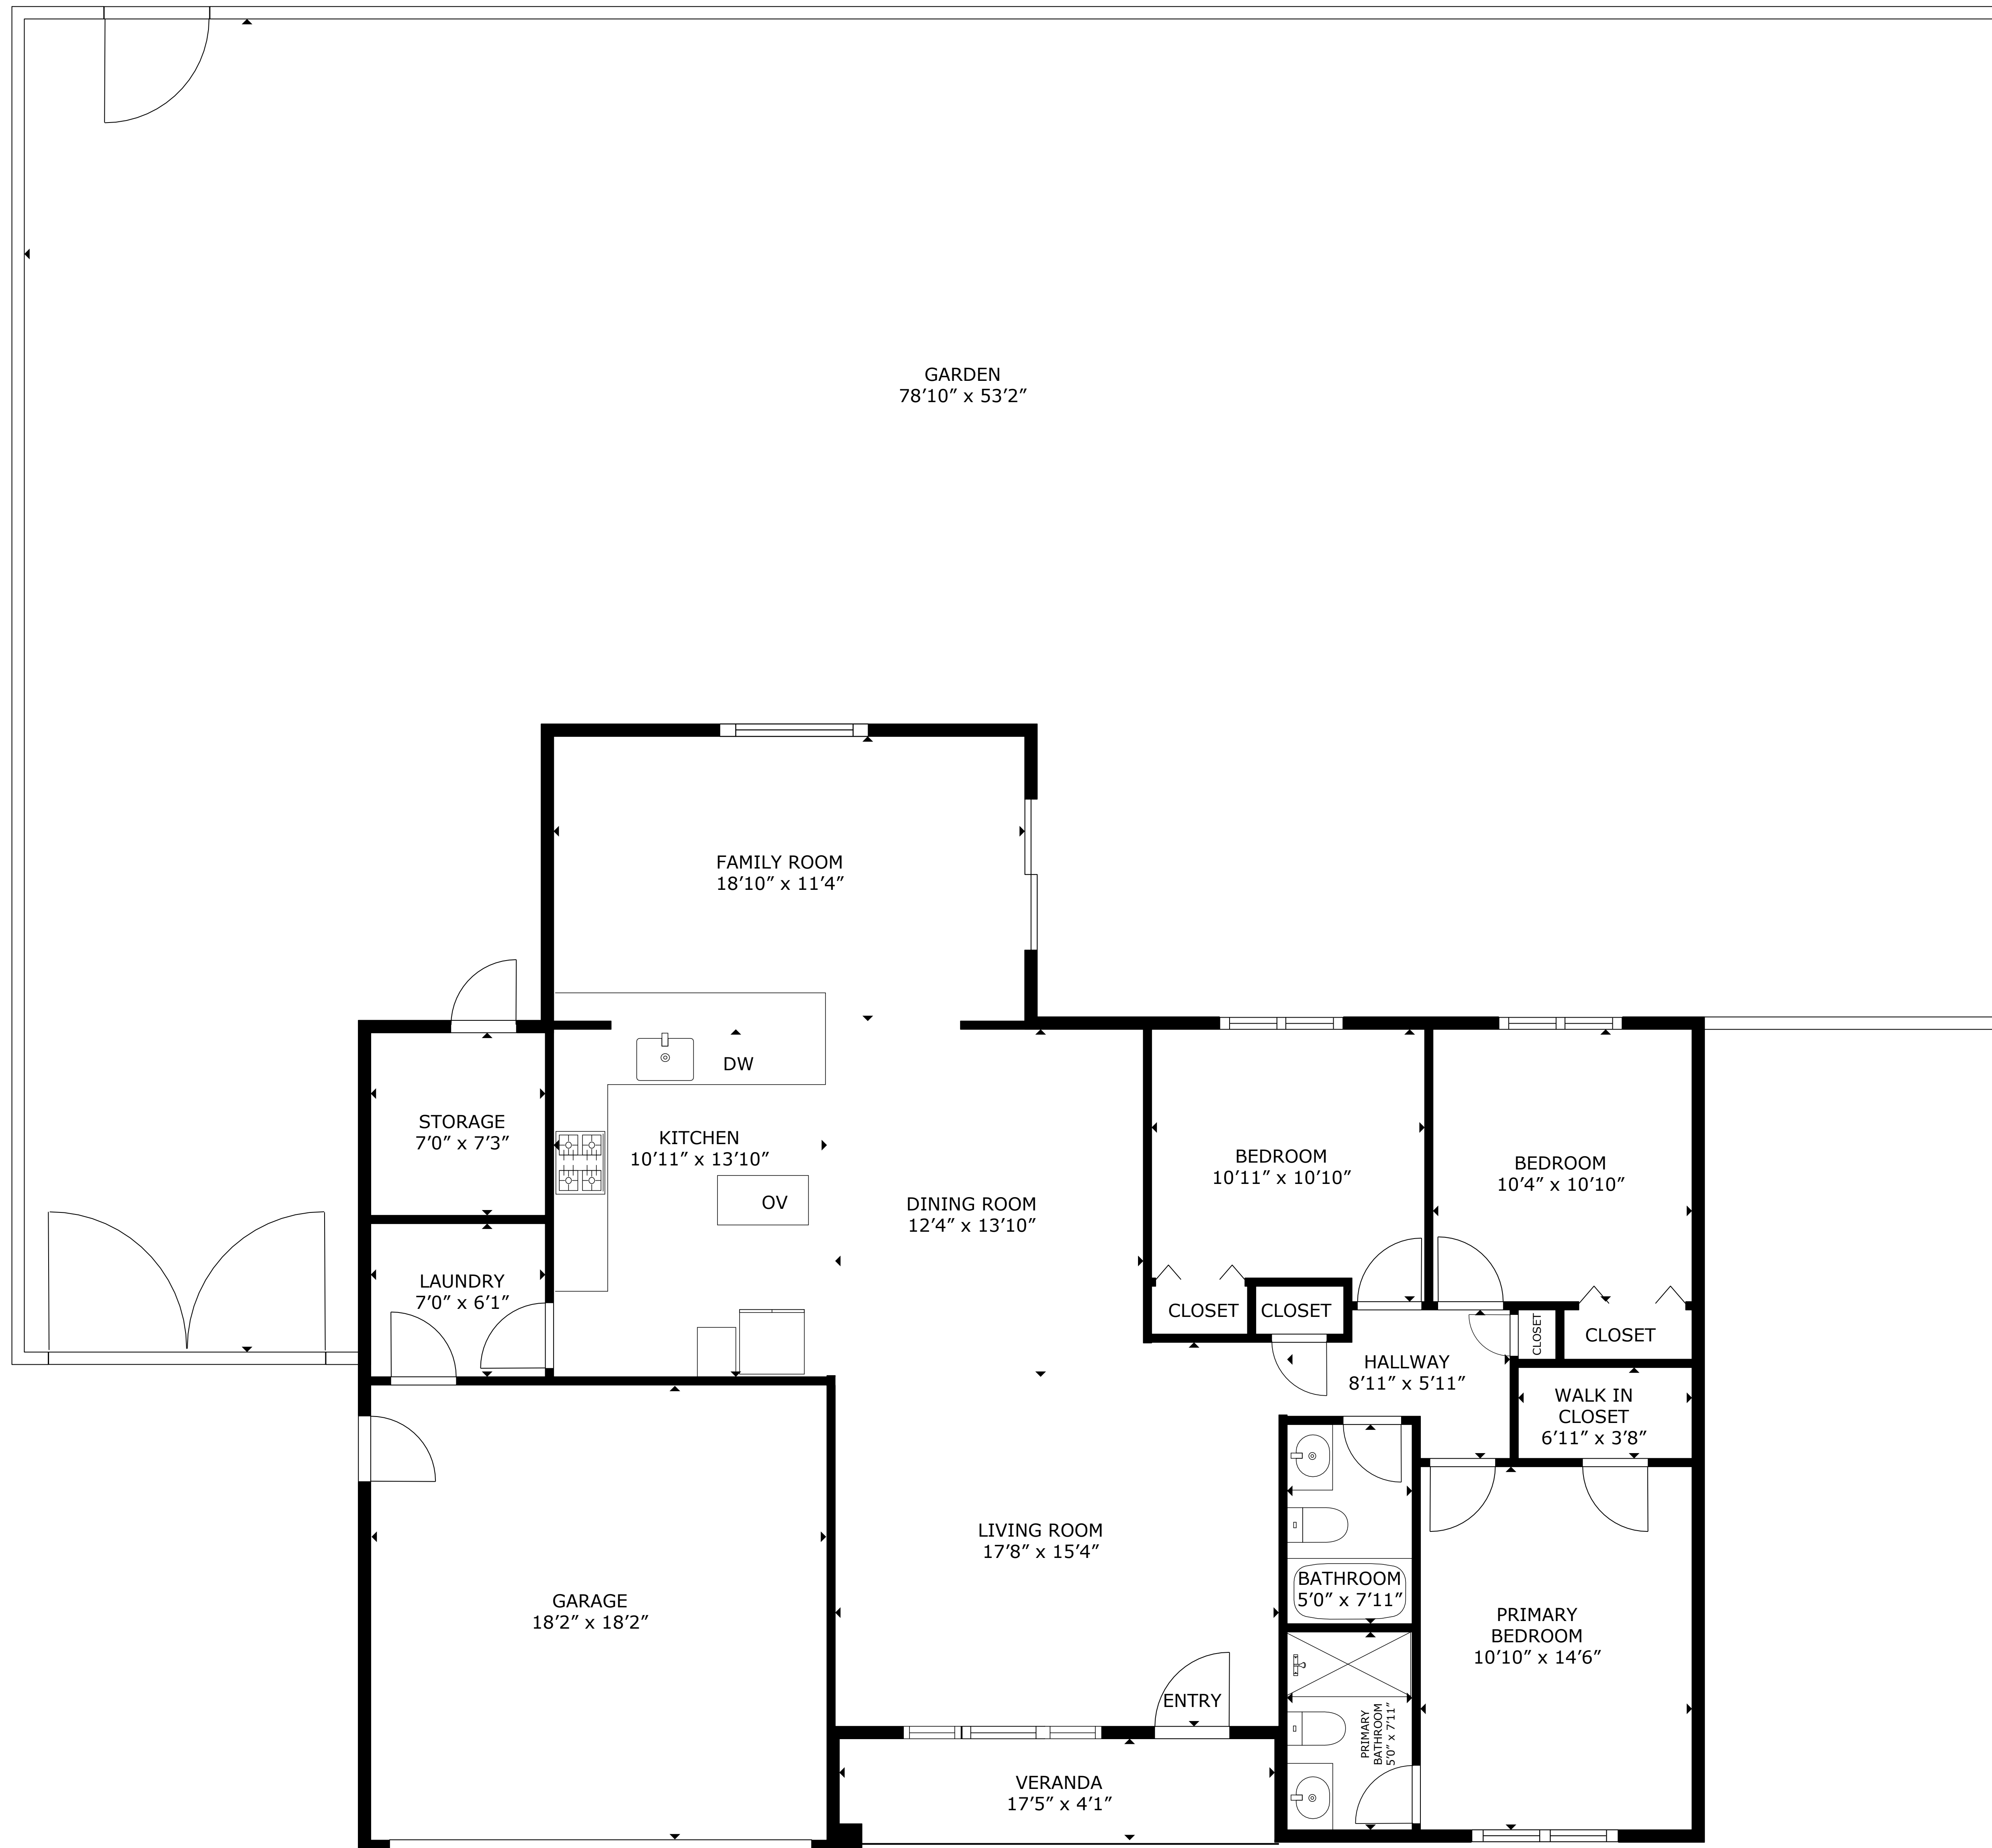 GARDEN
78′10″ x 53′2″
FAMILY ROOM
18′10″ x 11′4″
DW
STORAGE
7′0″ x 7′3″
KITCHEN
10′11″ x 13′10″
OV
DINING ROOM
12′4″ x 13′10″
BEDROOM
10′11″ x 10′10″
BEDROOM
10′4″ x 10′10″
LAUNDRY
7′0″ x 6′1″
CLOSET
CLOSET
CLOSET
CLOSET
HALLWAY
8′11″ x 5′11″
WALK IN
CLOSET
6′11″ x 3′8″
LIVING ROOM
17′8″ x 15′4″
BATHROOM
5′0″ x 7′11″
GARAGE
18′2″ x 18′2″
PRIMARY
BEDROOM
10′10″ x 14′6″
ENTRY
PRIMARY
BATHROOM
5′0″ x 7′11″
VERANDA
17′5″ x 4′1″